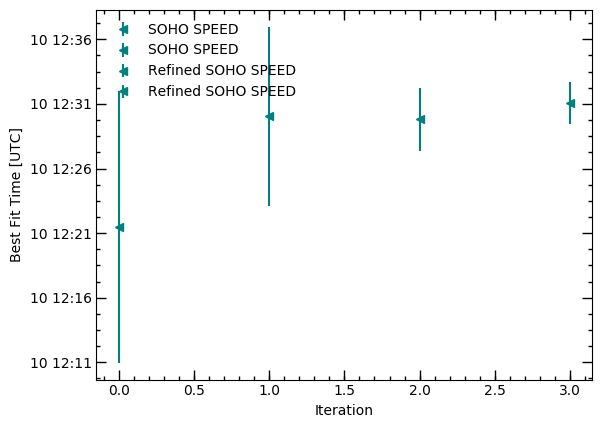 SOHO SPEED
SOHO SPEED
Refined SOHO SPEED
Refined SOHO SPEED
10 12:36
10 12:31
10 12:26
10 12:21
10 12:16
10 12:11
Best Fit Time [UTC]
0.0 0.5 1.0 1.5 2.0 2.5 3.0
Iteration